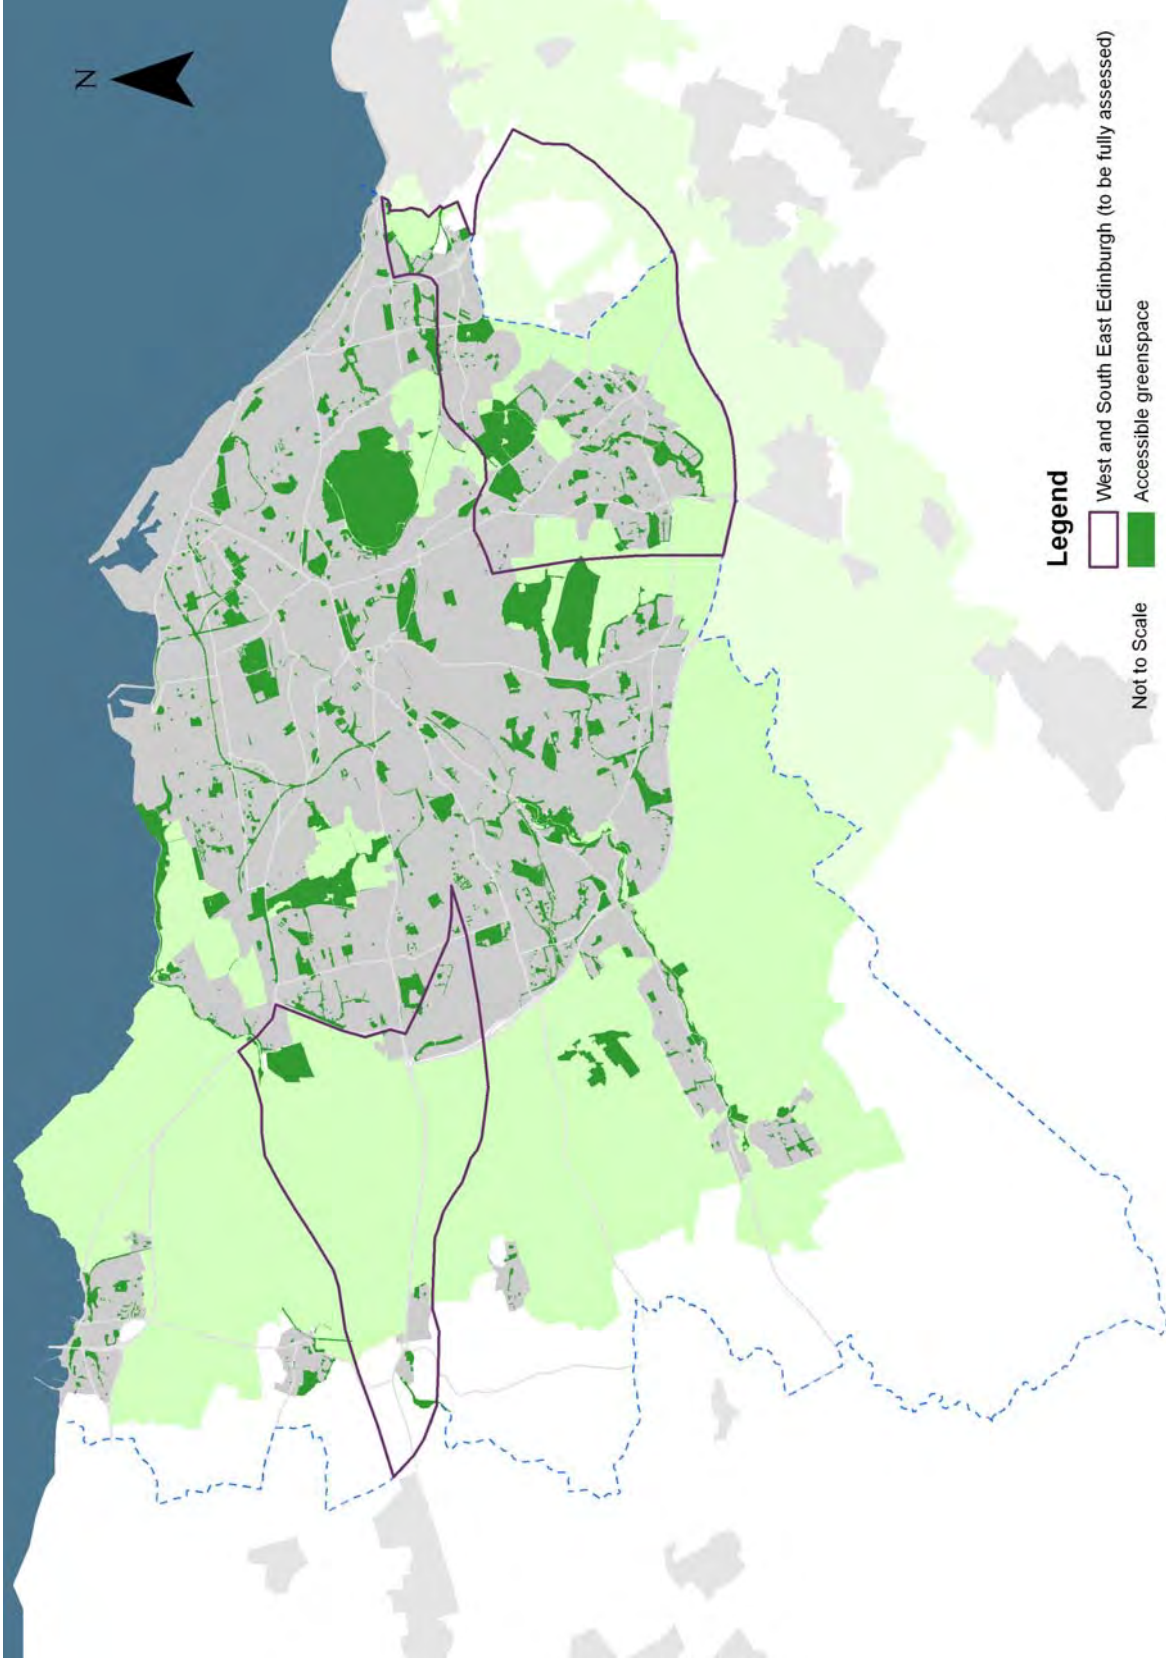 N
Legend
West and South East Edinburgh (to be fully assessed)
Accessible greenspace
Not to Scale